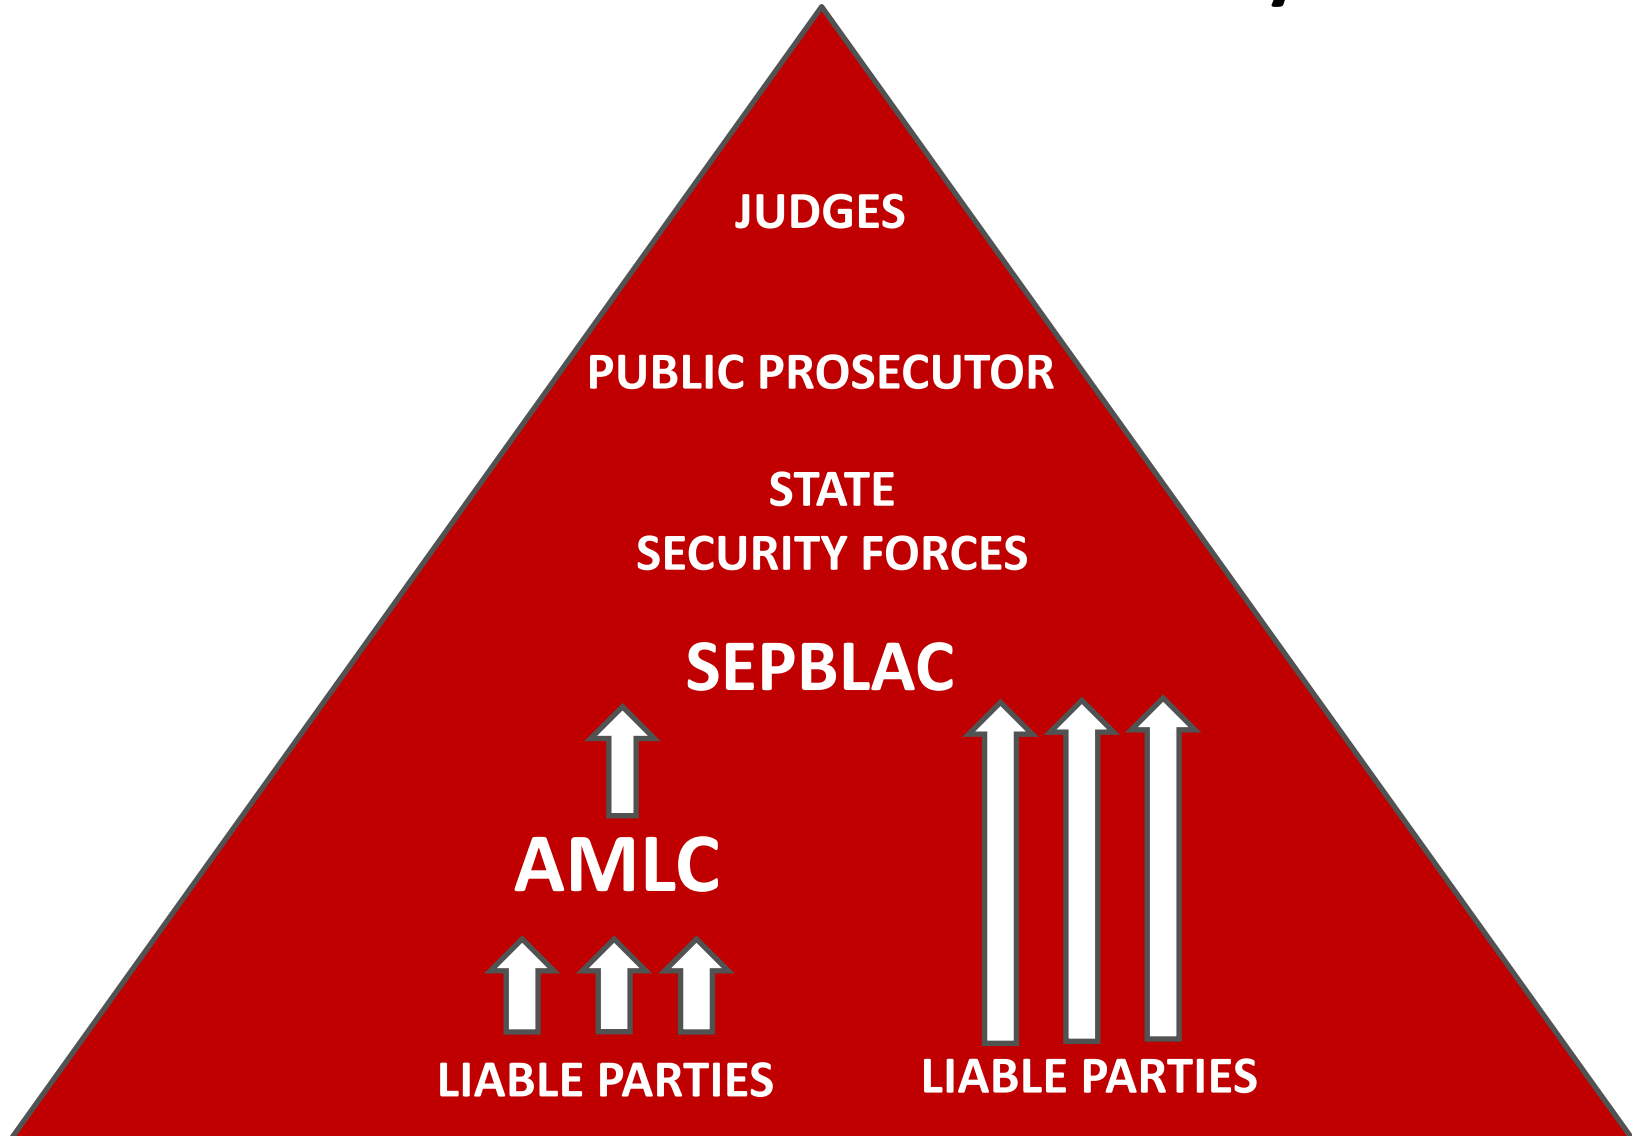 JUDGES
PUBLIC PROSECUTOR
STATE
SECURITY FORCES
SEPBLAC
AMLC
LIABLE PARTIES
LIABLE PARTIES